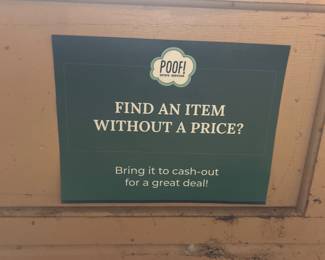 POOF!
FIND AN ITEM
WITHOUT A PRICE?
Bring it to cash-out
for a great deal!